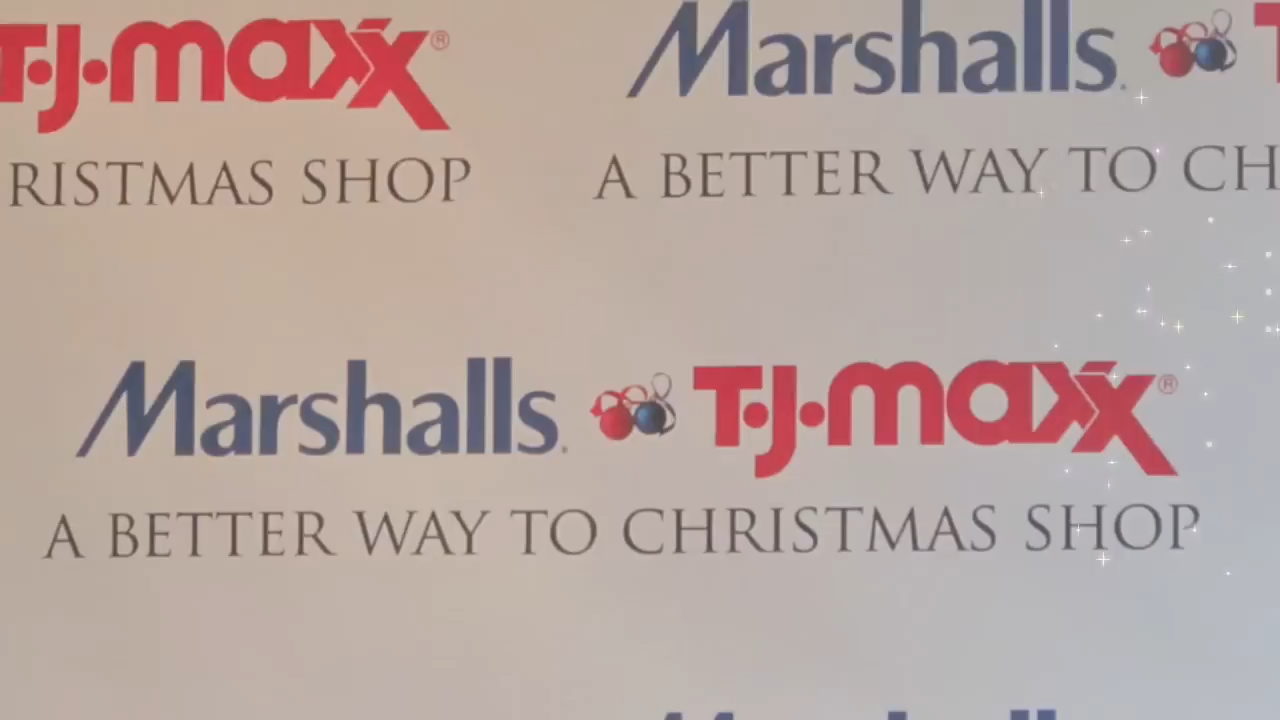 T·J·maxx®
Marshalls.
RISTMAS SHOP
A BETTER WAY TO CH
Marshalls. T·J·maxx®
A BETTER WAY TO CHRISTMAS SHOP